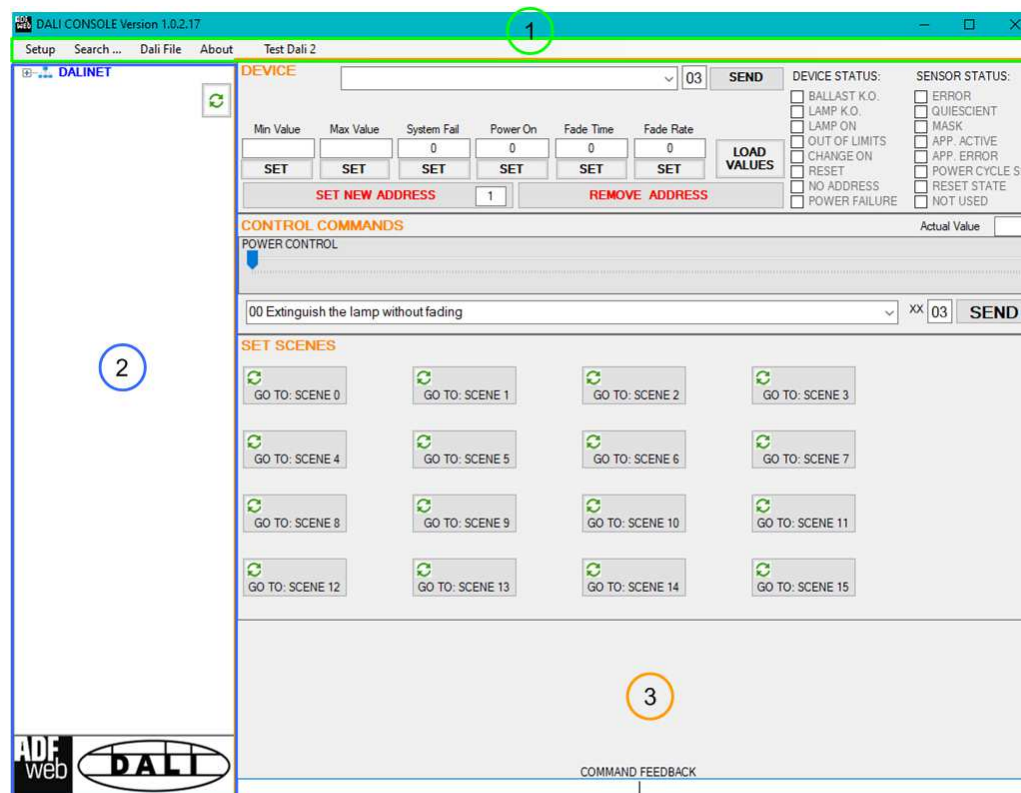 DALI CONSOLE Version 1.0.2.17
1
Setup Search ... Dali File About Test Dali 2
DALINET
2
DEVICE
03 SEND
Min Value Max Value System Fail Power On Fade Time Fade Rate
0 0 0 0
SET SET SET SET SET SET
LOAD
VALUES
SET NEW ADDRESS 1 REMOVE ADDRESS
DEVICE STATUS:
BALLAST K.O.
LAMP K.O.
LAMP ON
OUT OF LIMITS
CHANGE ON
RESET
NO ADDRESS
POWER FAILURE
SENSOR STATUS:
ERROR
QUIESCIENT
MASK
APP. ACTIVE
APP. ERROR
POWER CYCLE S
RESET STATE
NOT USED
CONTROL COMMANDS
Actual Value
POWER CONTROL
00 Extinguish the lamp without fading XX 03 SEND
SET SCENES
GO TO: SCENE 0 GO TO: SCENE 1 GO TO: SCENE 2 GO TO: SCENE 3
GO TO: SCENE 4 GO TO: SCENE 5 GO TO: SCENE 6 GO TO: SCENE 7
GO TO: SCENE 8 GO TO: SCENE 9 GO TO: SCENE 10 GO TO: SCENE 11
GO TO: SCENE 12 GO TO: SCENE 13 GO TO: SCENE 14 GO TO: SCENE 15
3
COMMAND FEEDBACK
ADF
web
DALI